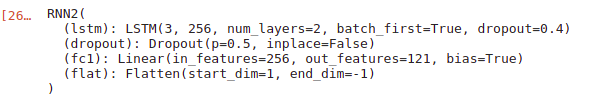 [26… RNN2(
(lstm): LSTM(3, 256, num_layers=2, batch_first=True, dropout=0.4)
(dropout): Dropout(p=0.5, inplace=False)
(fc1): Linear(in_features=256, out_features=121, bias=True)
(flat): Flatten(start_dim=1, end_dim=-1)
)